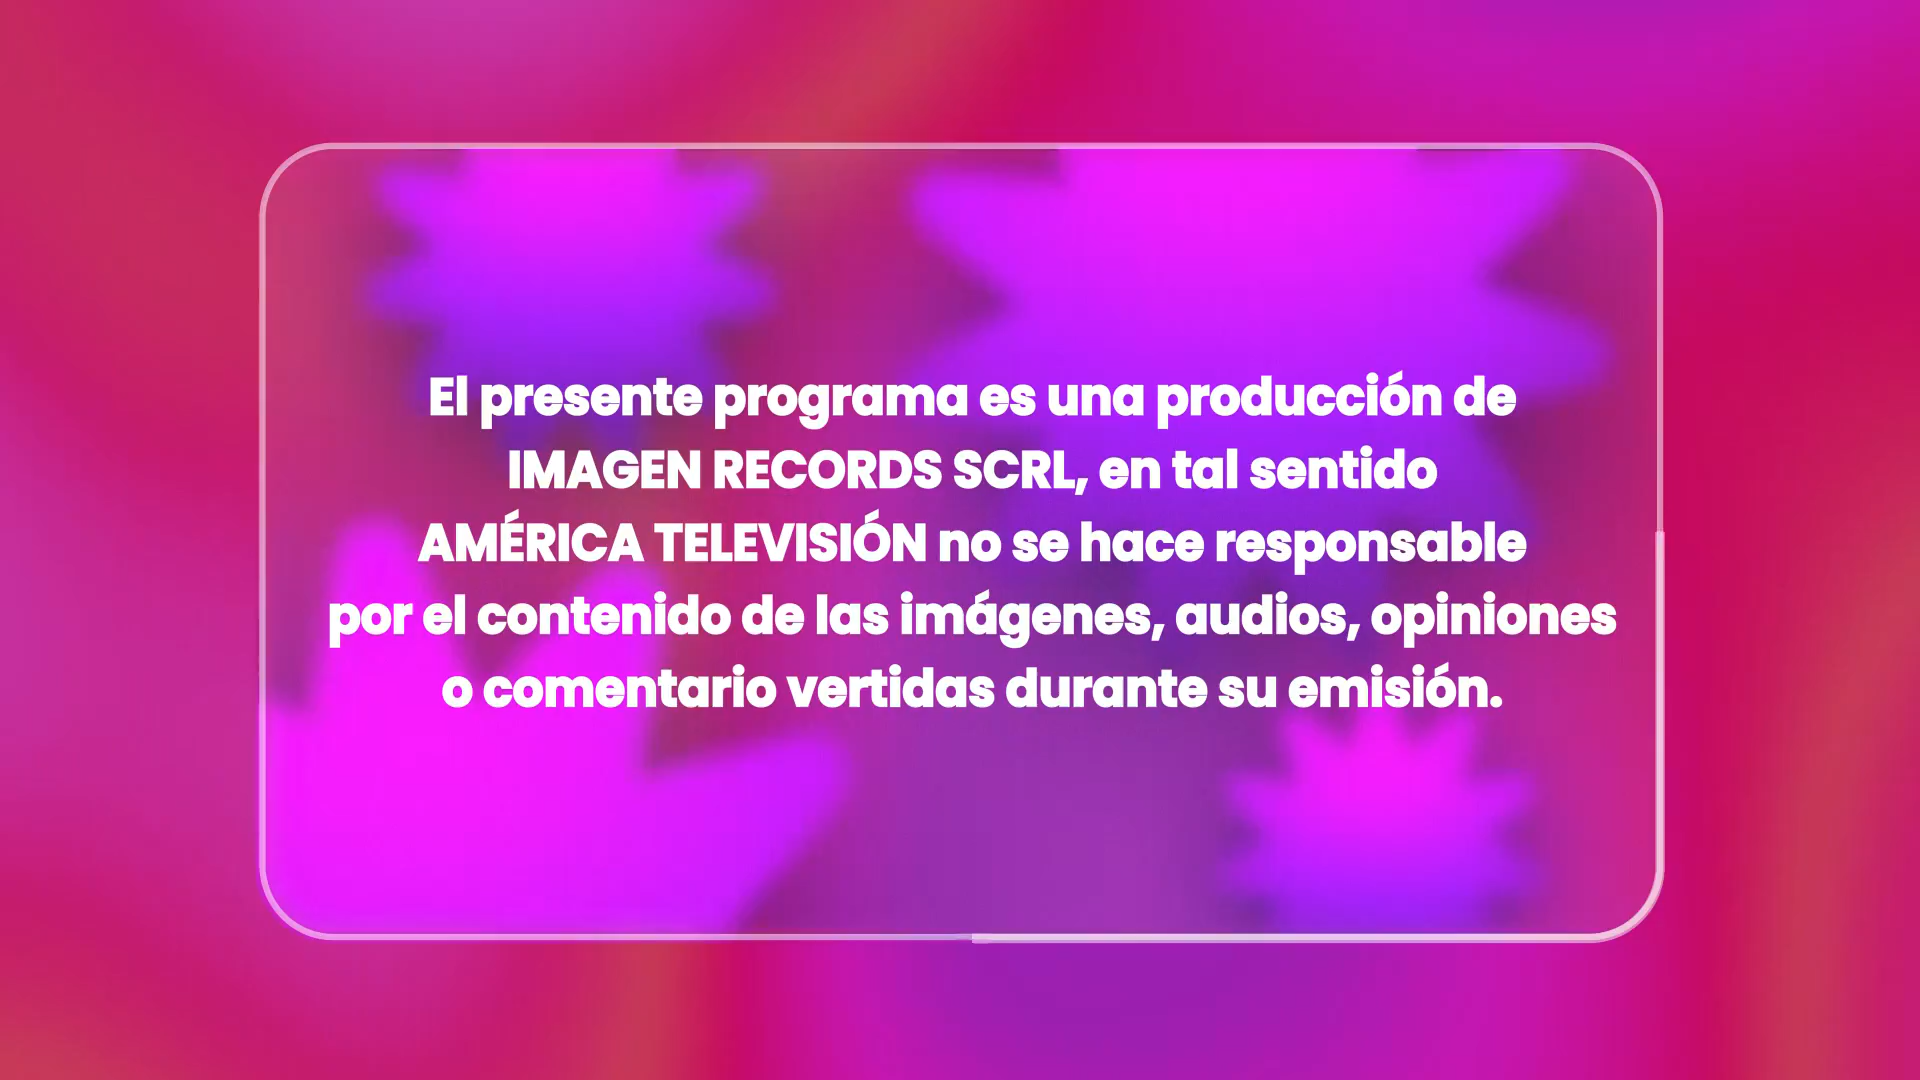 El presente programa es una producción de
IMAGEN RECORDS SCRL, en tal sentido
AMÉRICA TELEVISIÓN no se hace responsable
por el contenido de las imágenes, audios, opiniones
o comentario vertidas durante su emisión.